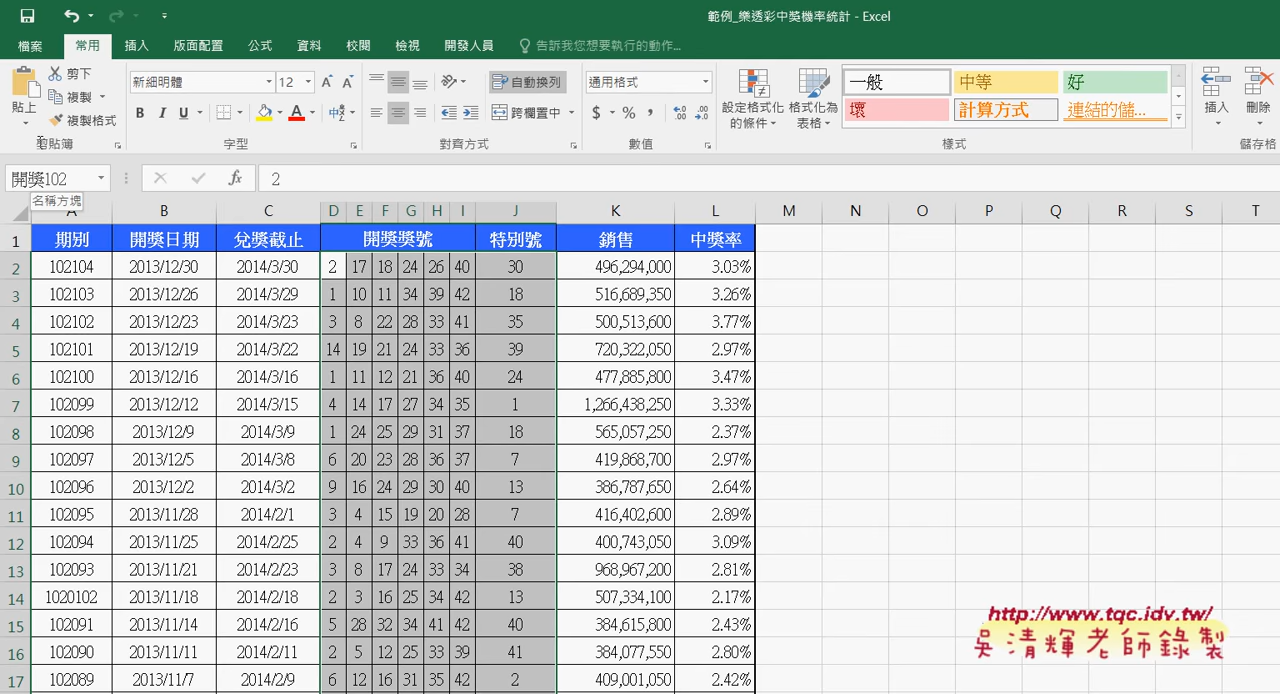 範例_樂透彩中獎機率統計 - Excel
檔案 常用 插入 版面配置 公式 資料 校閱 檢視 開發人員 告訴我您想要執行的動作...
貼上 剪下 複製 複製格式 剪貼簿
新細明體 12 A A B I U A 中 字型
自動換列 跨欄置中 對齊方式
通用格式 $ % , 數值
設定格式化的條件 格式化為表格 一般 中等 好 壞 計算方式 連結的儲... 樣式
插入 刪除 儲存格
開獎102 fx 2
名稱方塊
A B C D E F G H I J K L M N O P Q R S T
1 期別 開獎日期 兌獎截止 開獎獎號 特別號 銷售 中獎率
2 102104 2013/12/30 2014/3/30 2 17 18 24 26 40 30 496,294,000 3.03%
3 102103 2013/12/26 2014/3/29 1 10 11 34 39 42 18 516,689,350 3.26%
4 102102 2013/12/23 2014/3/23 3 8 22 28 33 41 35 500,513,600 3.77%
5 102101 2013/12/19 2014/3/22 14 19 21 24 33 36 39 720,322,050 2.97%
6 102100 2013/12/16 2014/3/16 1 11 12 21 36 40 24 477,885,800 3.47%
7 102099 2013/12/12 2014/3/15 4 14 17 27 34 35 1 1,266,438,250 3.33%
8 102098 2013/12/9 2014/3/9 1 24 25 29 31 37 18 565,057,250 2.37%
9 102097 2013/12/5 2014/3/8 6 20 23 28 36 37 7 419,868,700 2.97%
10 102096 2013/12/2 2014/3/2 9 16 24 29 30 40 13 386,787,650 2.64%
11 102095 2013/11/28 2014/2/1 3 4 15 19 20 28 7 416,402,600 2.89%
12 102094 2013/11/25 2014/2/25 2 4 9 33 36 41 40 400,743,050 3.09%
13 102093 2013/11/21 2014/2/23 3 8 17 24 33 34 38 968,967,200 2.81%
14 1020102 2013/11/18 2014/2/18 2 3 16 25 34 42 13 507,334,100 2.17%
15 102091 2013/11/14 2014/2/16 5 28 32 34 41 42 40 384,615,800 2.43%
16 102090 2013/11/11 2014/2/11 2 5 12 25 33 39 41 384,077,550 2.80%
17 102089 2013/11/7 2014/2/9 6 12 16 31 35 42 2 409,001,050 2.42%
http://www.tqc.idv.tw/
吳清輝老師錄製